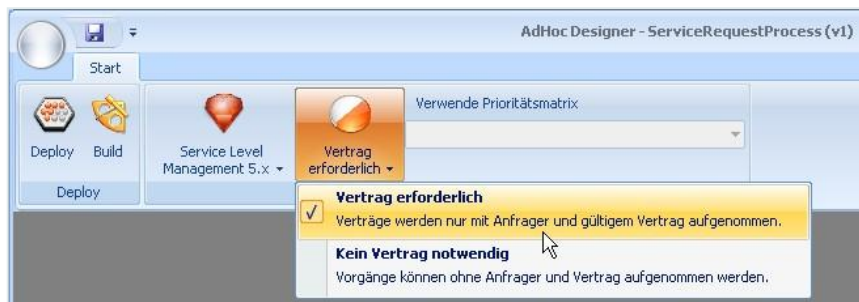 AdHoc Designer - ServiceRequestProcess (v1)
Start
Deploy
Build
Service Level
Management 5.x
Vertrag
erforderlich
Verwende Prioritätsmatrix
Deploy
Vertrag erforderlich
Verträge werden nur mit Anfrager und gültigem Vertrag aufgenommen.
Kein Vertrag notwendig
Vorgänge können ohne Anfrager und Vertrag aufgenommen werden.